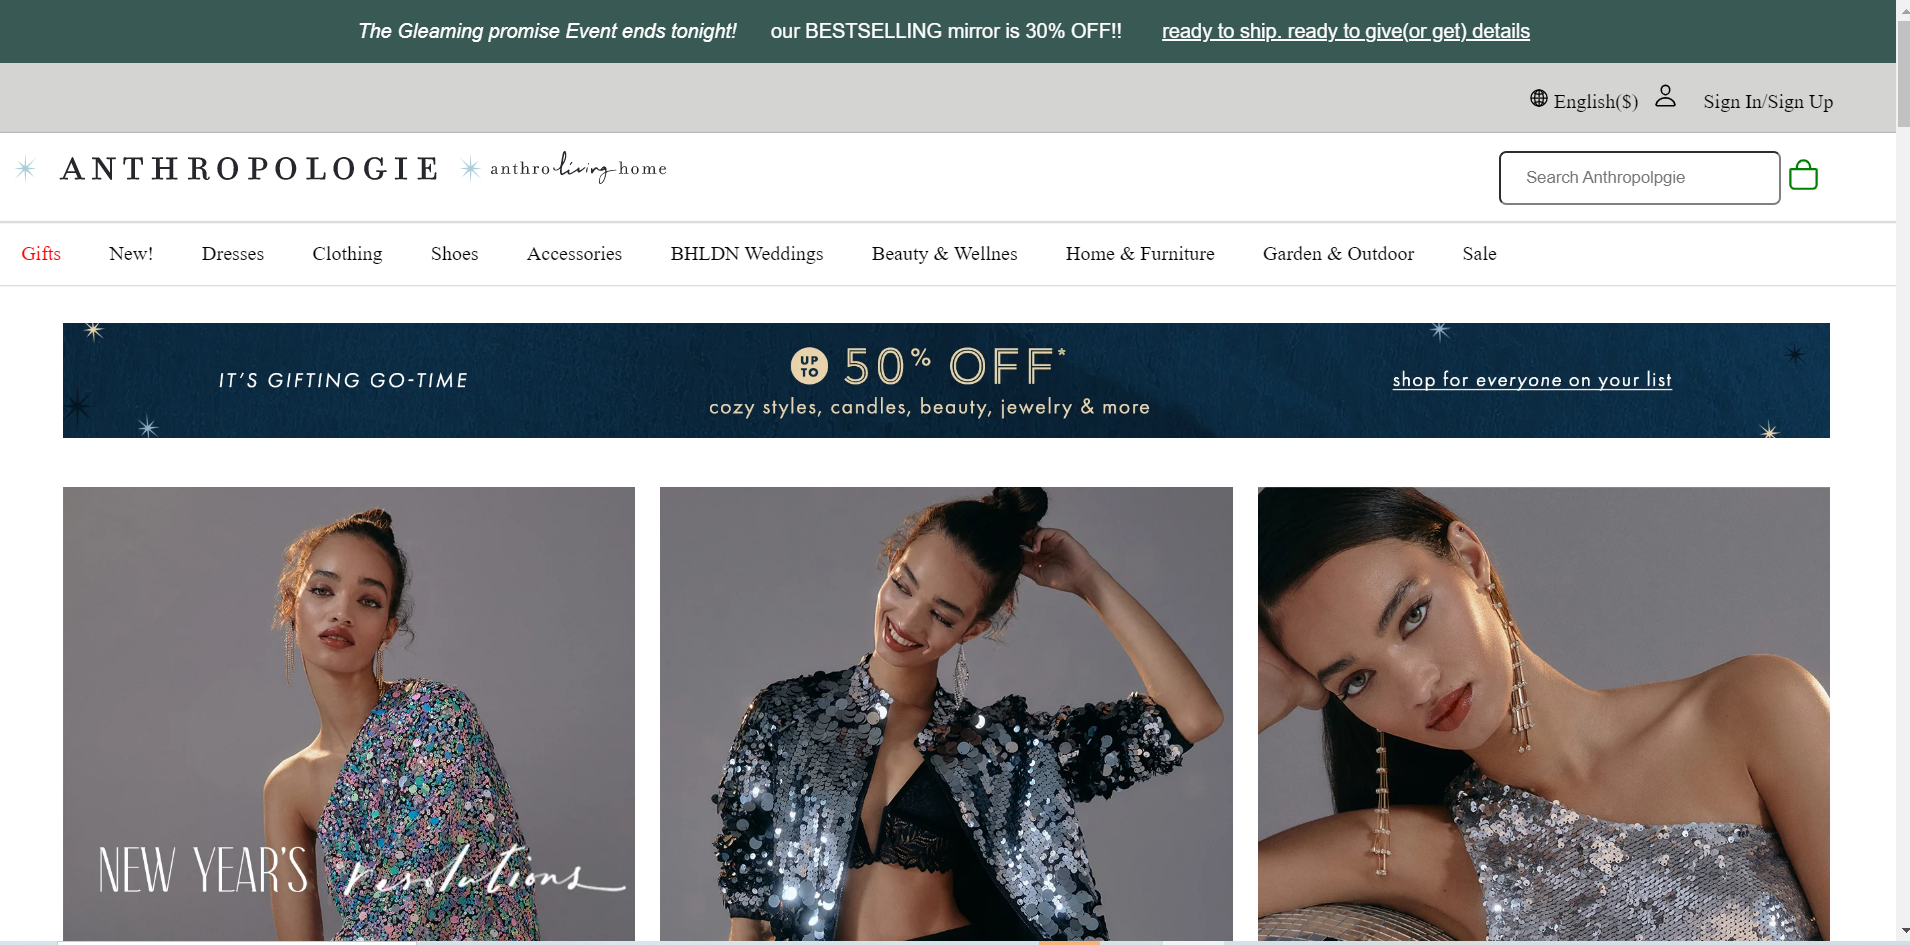 The Gleaming promise Event ends tonight! our BESTSELLING mirror is 30% OFF!! ready to ship. ready to give(or get) details
English($) Sign In/Sign Up
ANTHROPOLOGIE anthroliving home Search Anthropolpgie
Gifts New! Dresses Clothing Shoes Accessories BHLDN Weddings Beauty & Wellnes Home & Furniture Garden & Outdoor Sale
IT'S GIFTING GO-TIME
UP TO 50% OFF*
cozy styles, candles, beauty, jewelry & more
shop for everyone on your list
NEW YEAR'S resolutions